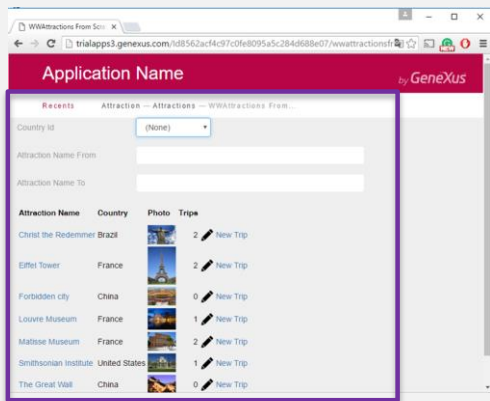 WWAttractions From Scr
trialapps3.genexus.com/Id8562acf4c97c0fe8095a5c284d688e07/wwattractionsfr
Application Name
by GeneXus
Recents Attraction — Attractions — WWAttractions From...
Country Id (None)
Attraction Name From
Attraction Name To
Attraction Name Country Photo Trips
Christ the Redemmer Brazil 2 New Trip
Eiffel Tower France 2 New Trip
Forbidden city China 0 New Trip
Louvre Museum France 1 New Trip
Matisse Museum France 2 New Trip
Smithsonian Institute United States 1 New Trip
The Great Wall China 0 New Trip